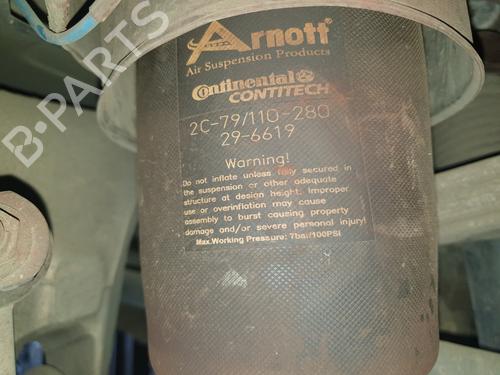 Arnott
Air Suspension Products
Continental
CONTITECH
2C-79/110-280
29-6619
Warning!
Do not inflate unless fully secured in
the suspension or other adequate
structure at design height. Improper
use or overinflation may cause
assembly to burst causing property
damage and/or severe personal injury!
Max.Working Pressure: 7bar/100PSI
B-PARTS